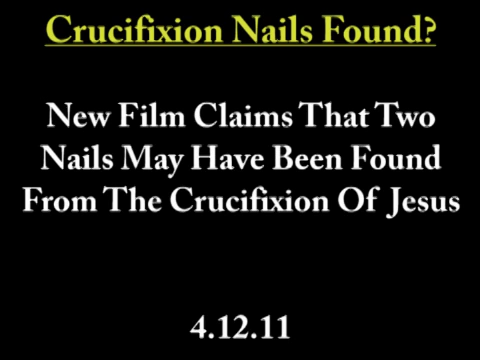 Crucifixion Nails Found?
New Film Claims That Two
Nails May Have Been Found
From The Crucifixion Of Jesus
4.12.11